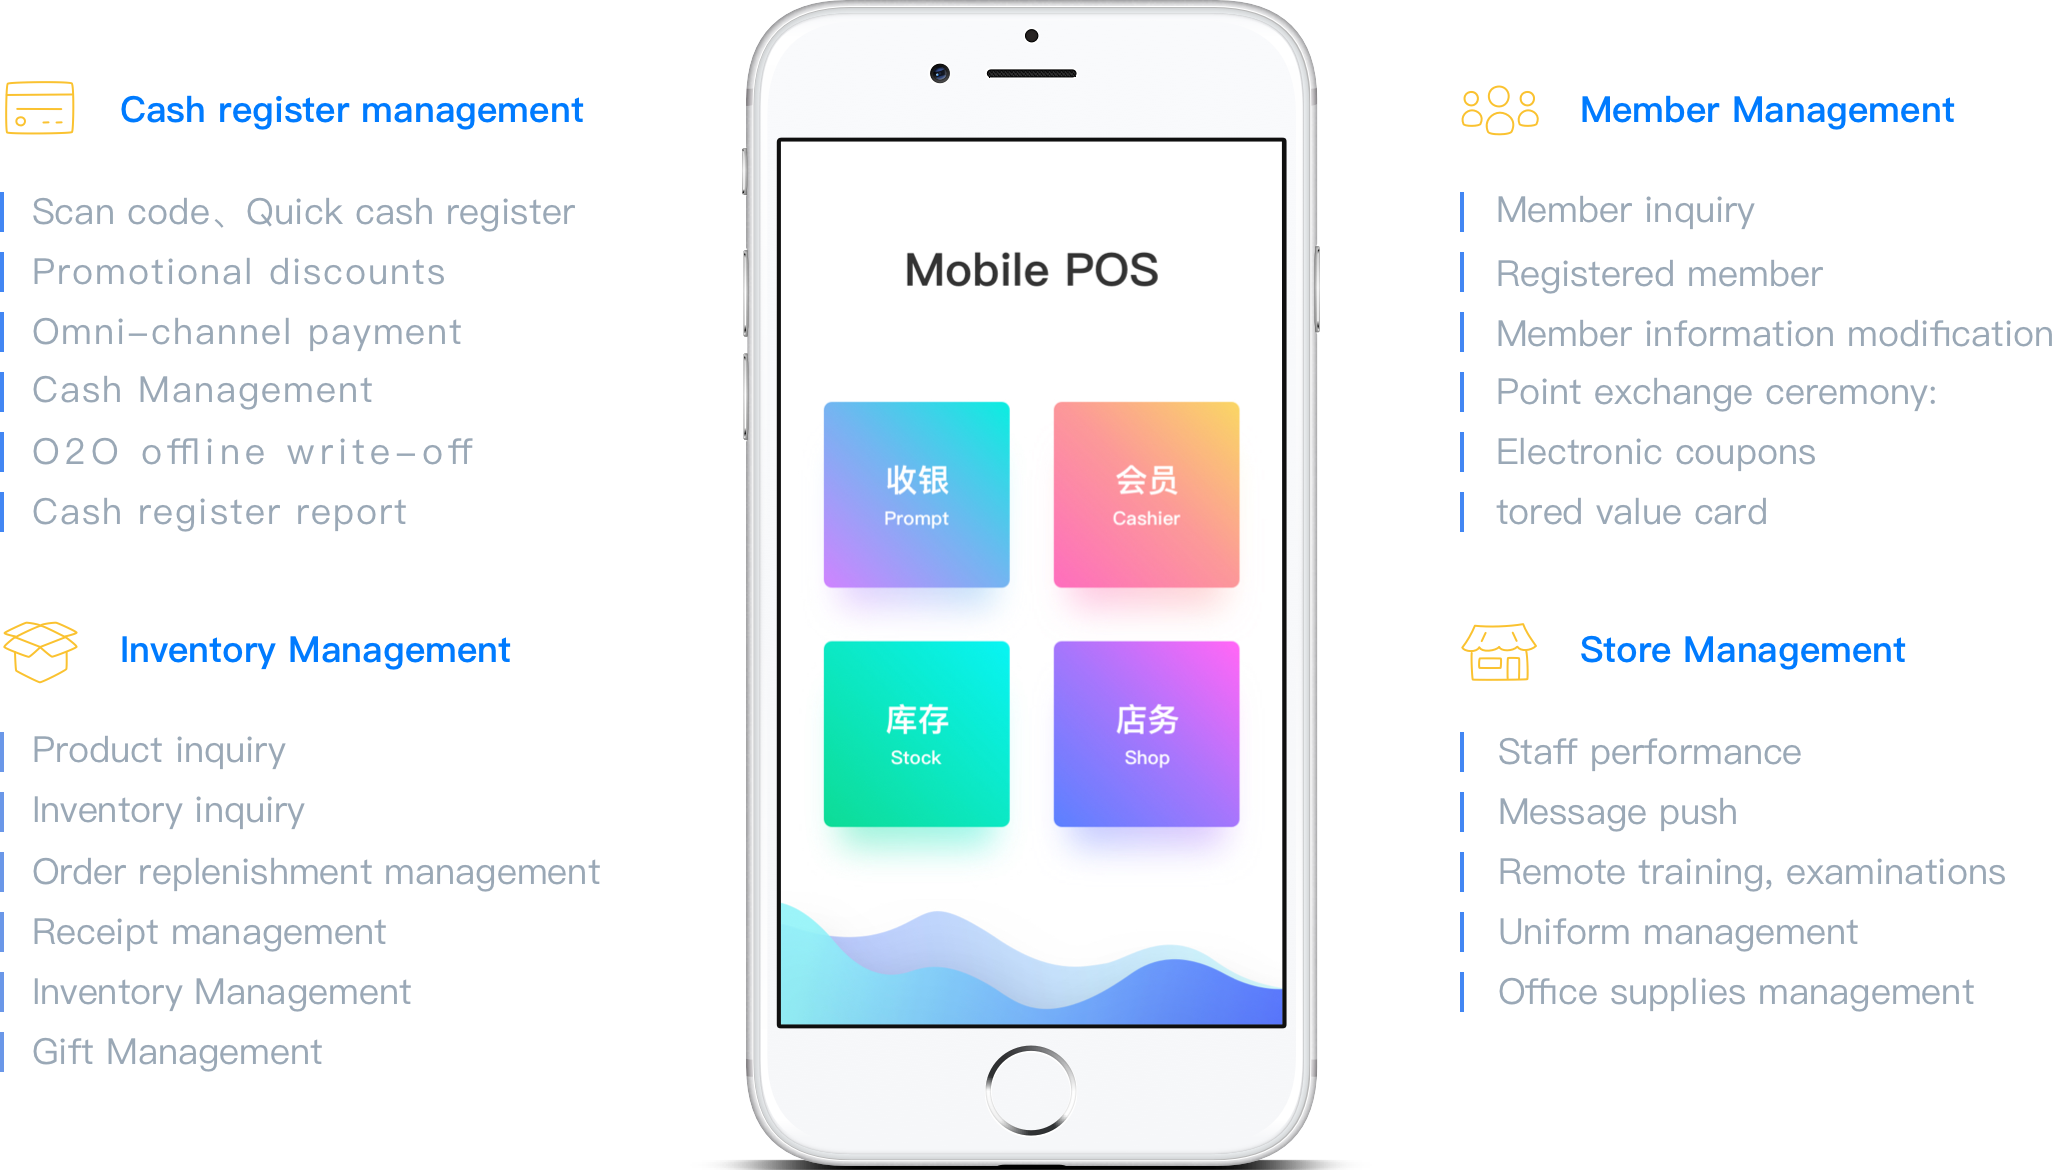 Cash register management
Scan code、Quick cash register
Promotional discounts
Omni-channel payment
Cash Management
O2O offline write-off
Cash register report
Inventory Management
Product inquiry
Inventory inquiry
Order replenishment management
Receipt management
Inventory Management
Gift Management
Mobile POS
收银
Prompt
会员
Cashier
库存
Stock
店务
Shop
Member Management
Member inquiry
Registered member
Member information modification
Point exchange ceremony:
Electronic coupons
tored value card
Store Management
Staff performance
Message push
Remote training, examinations
Uniform management
Office supplies management